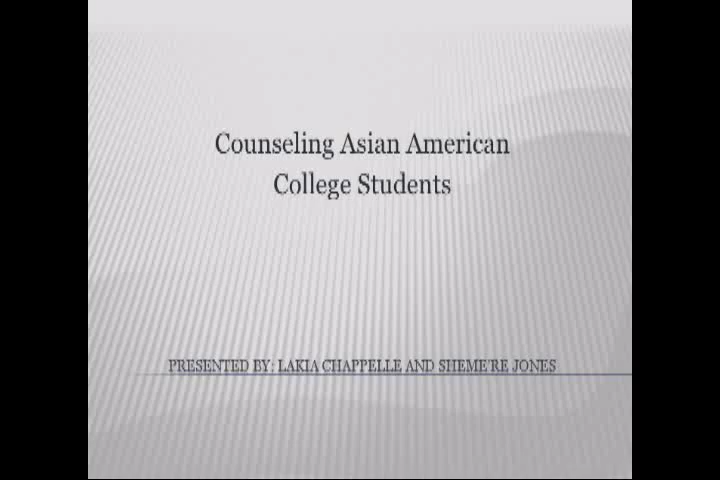 Counseling Asian American
College Students
PRESENTED BY: LAKIA CHAPPELLE AND SHEME'RE JONES